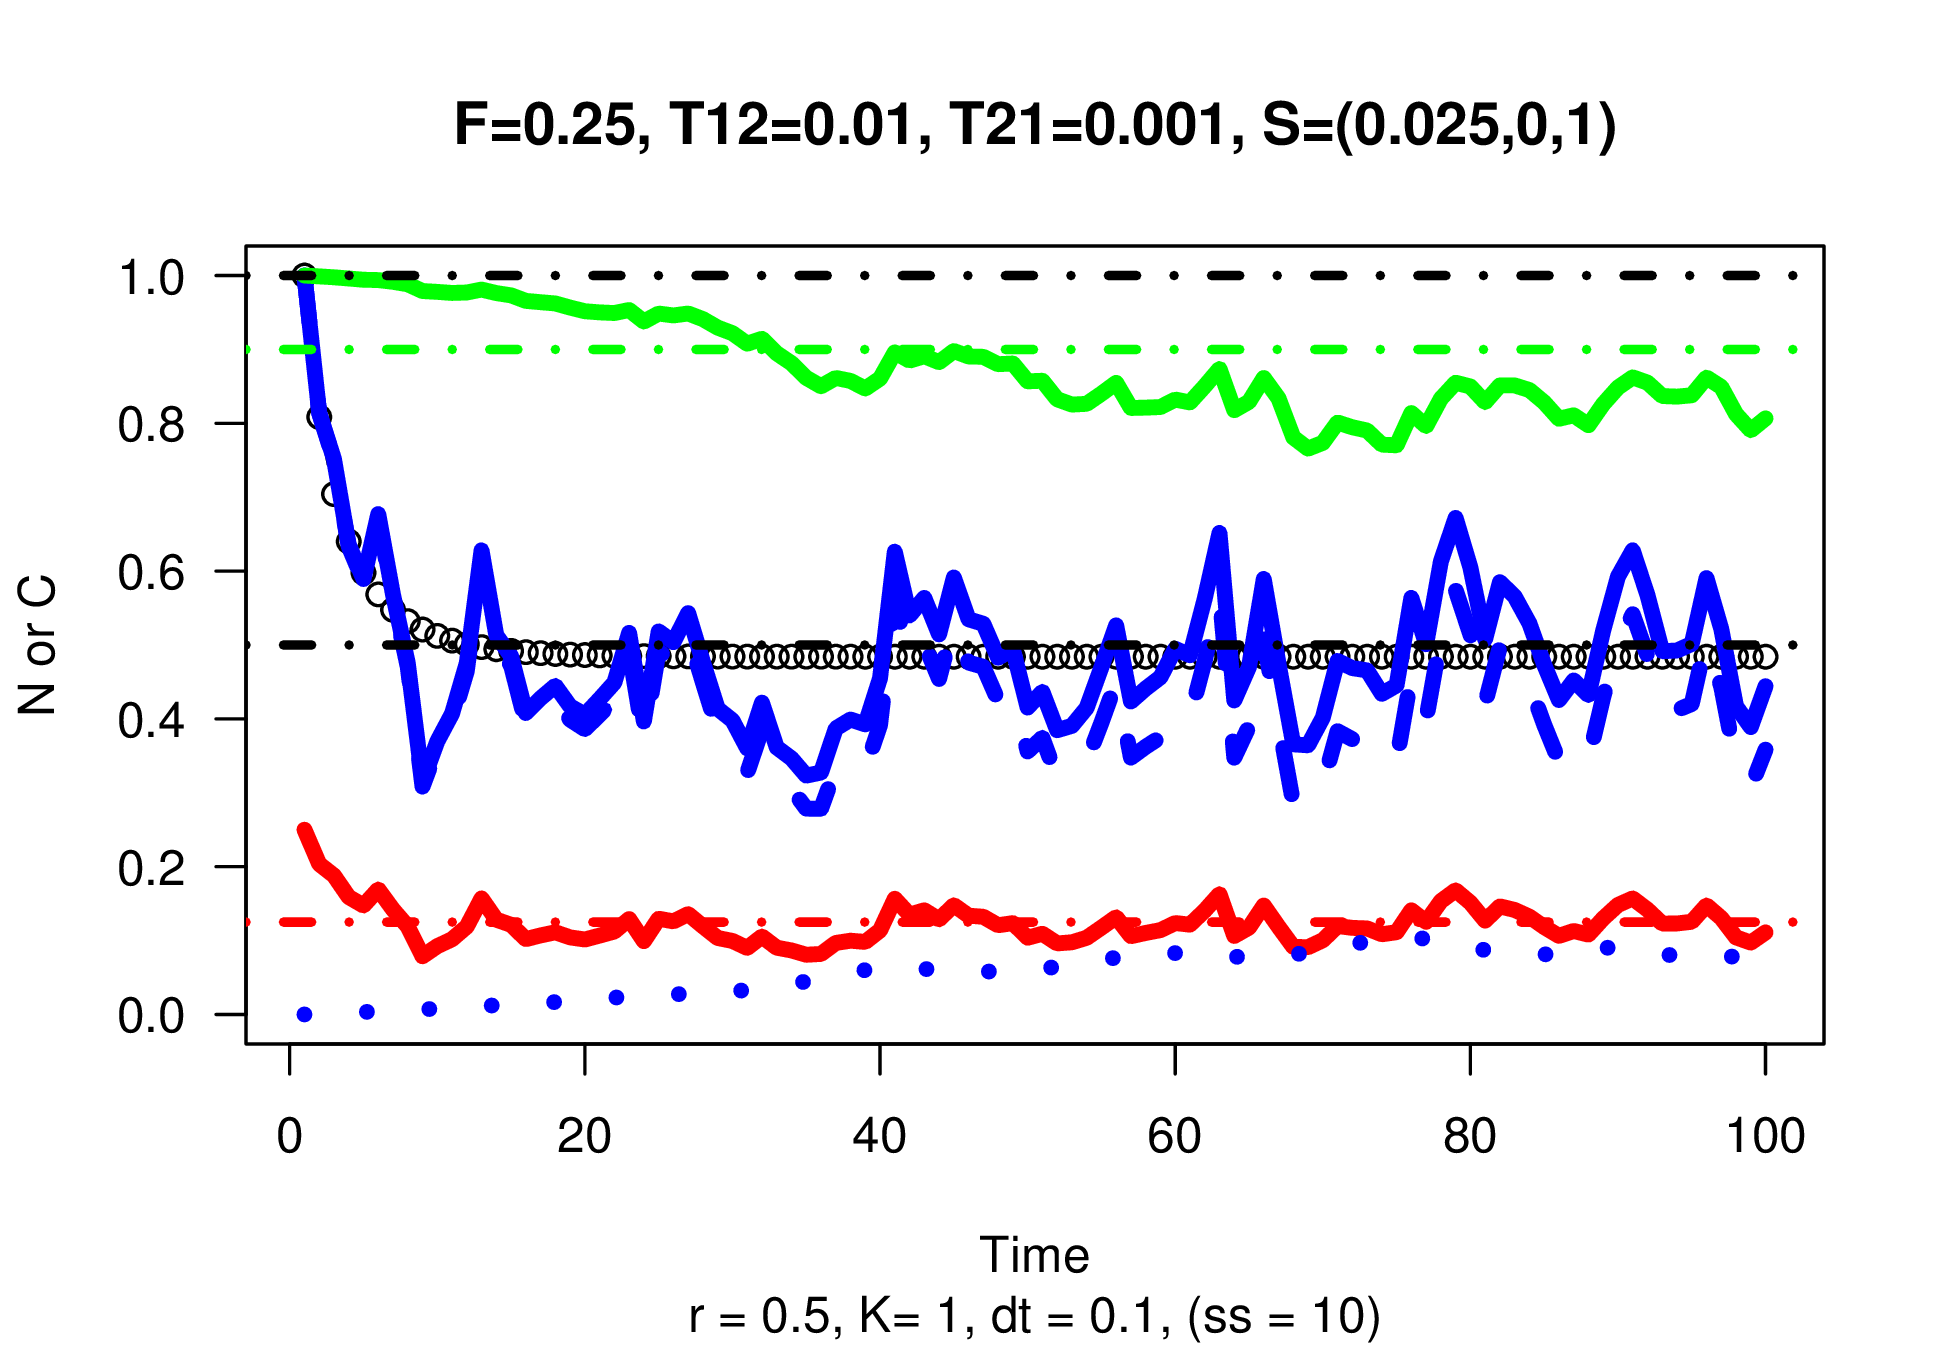 F=0.25, T12=0.01, T21=0.001, S=(0.025,0,1)
N or C
1.0
0.8
0.6
0.4
0.2
0.0
0 20 40 60 80 100
Time
r = 0.5, K= 1, dt = 0.1, (ss = 10)